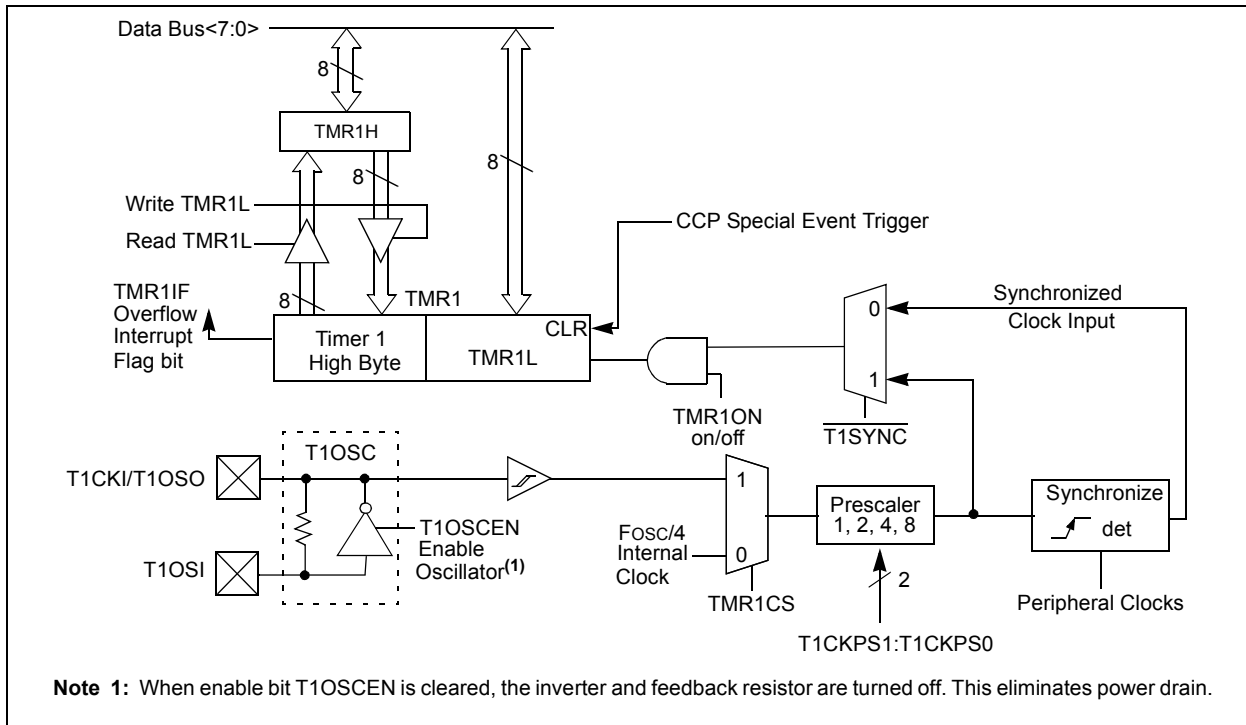 Data Bus<7:0>
8
TMR1H
8
8
Write TMR1L
Read TMR1L
CCP Special Event Trigger
TMR1IF
Overflow
Interrupt
Flag bit
8
TMR1
Timer 1
High Byte
TMR1L
CLR
0
1
Synchronized
Clock Input
TMR1ON
on/off
T1SYNC
T1OSC
T1CKI/T1OSO
T1OSI
T1OSCEN
Enable
Oscillator(1)
FOSC/4
Internal
Clock
1
0
TMR1CS
Prescaler
1, 2, 4, 8
2
T1CKPS1:T1CKPS0
Synchronize
det
Peripheral Clocks
Note 1: When enable bit T1OSCEN is cleared, the inverter and feedback resistor are turned off. This eliminates power drain.